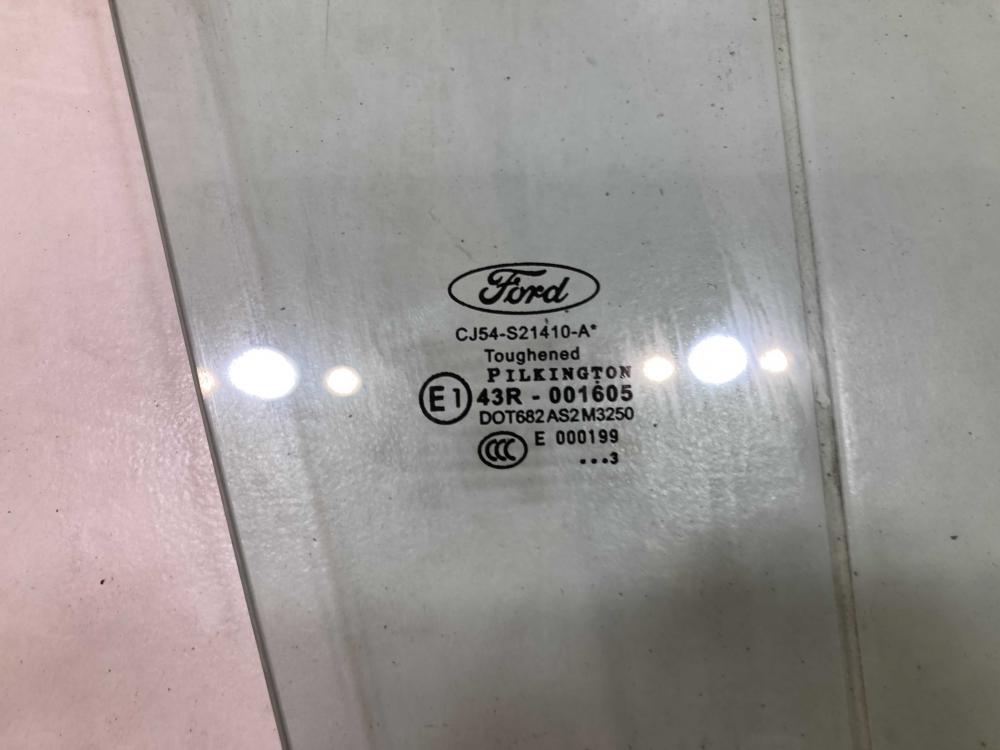 Ford
CJ54-S21410-A*
Toughened
PILKINGTON
E1 43R - 001605
DOT682 AS2 M3250
CCC E 000199
...3